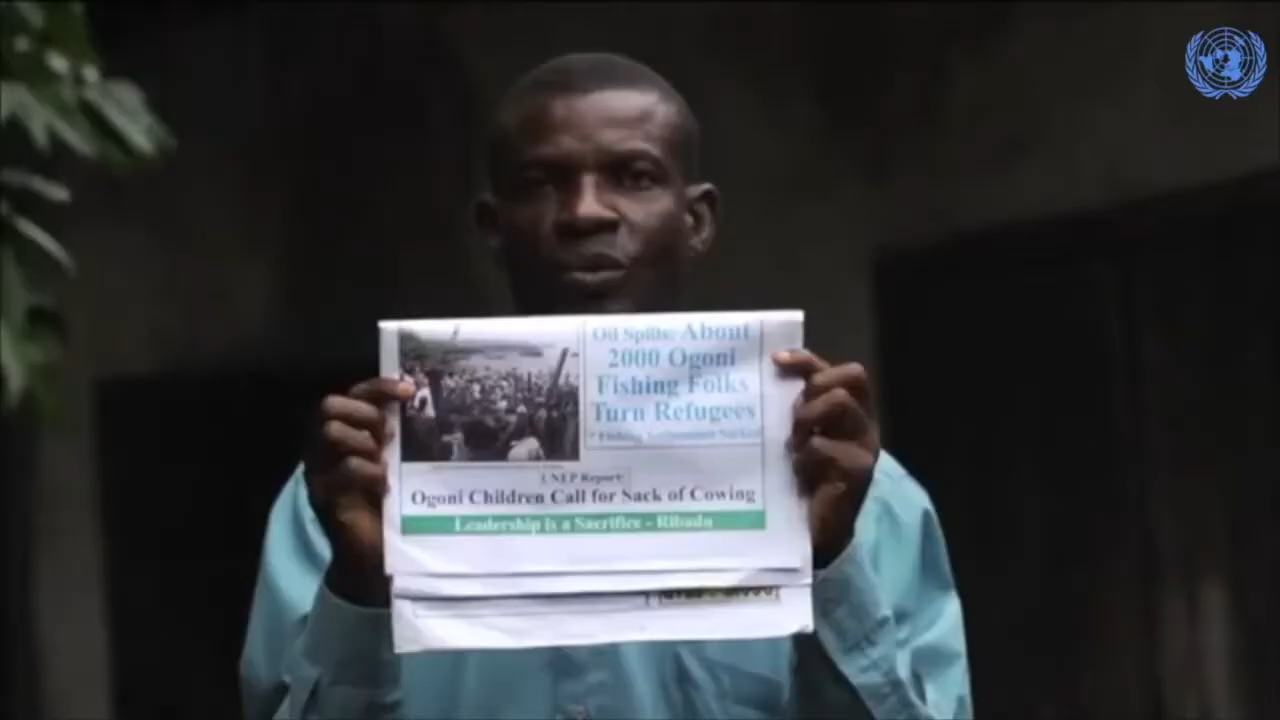 Oil Spills: About
2000 Ogoni
Fishing Folks
Turn Refugees
* Fishing
UNEP Report:
Ogoni Children Call for Sack of Cowing
Leadership is a Sacrifice - Ribadu